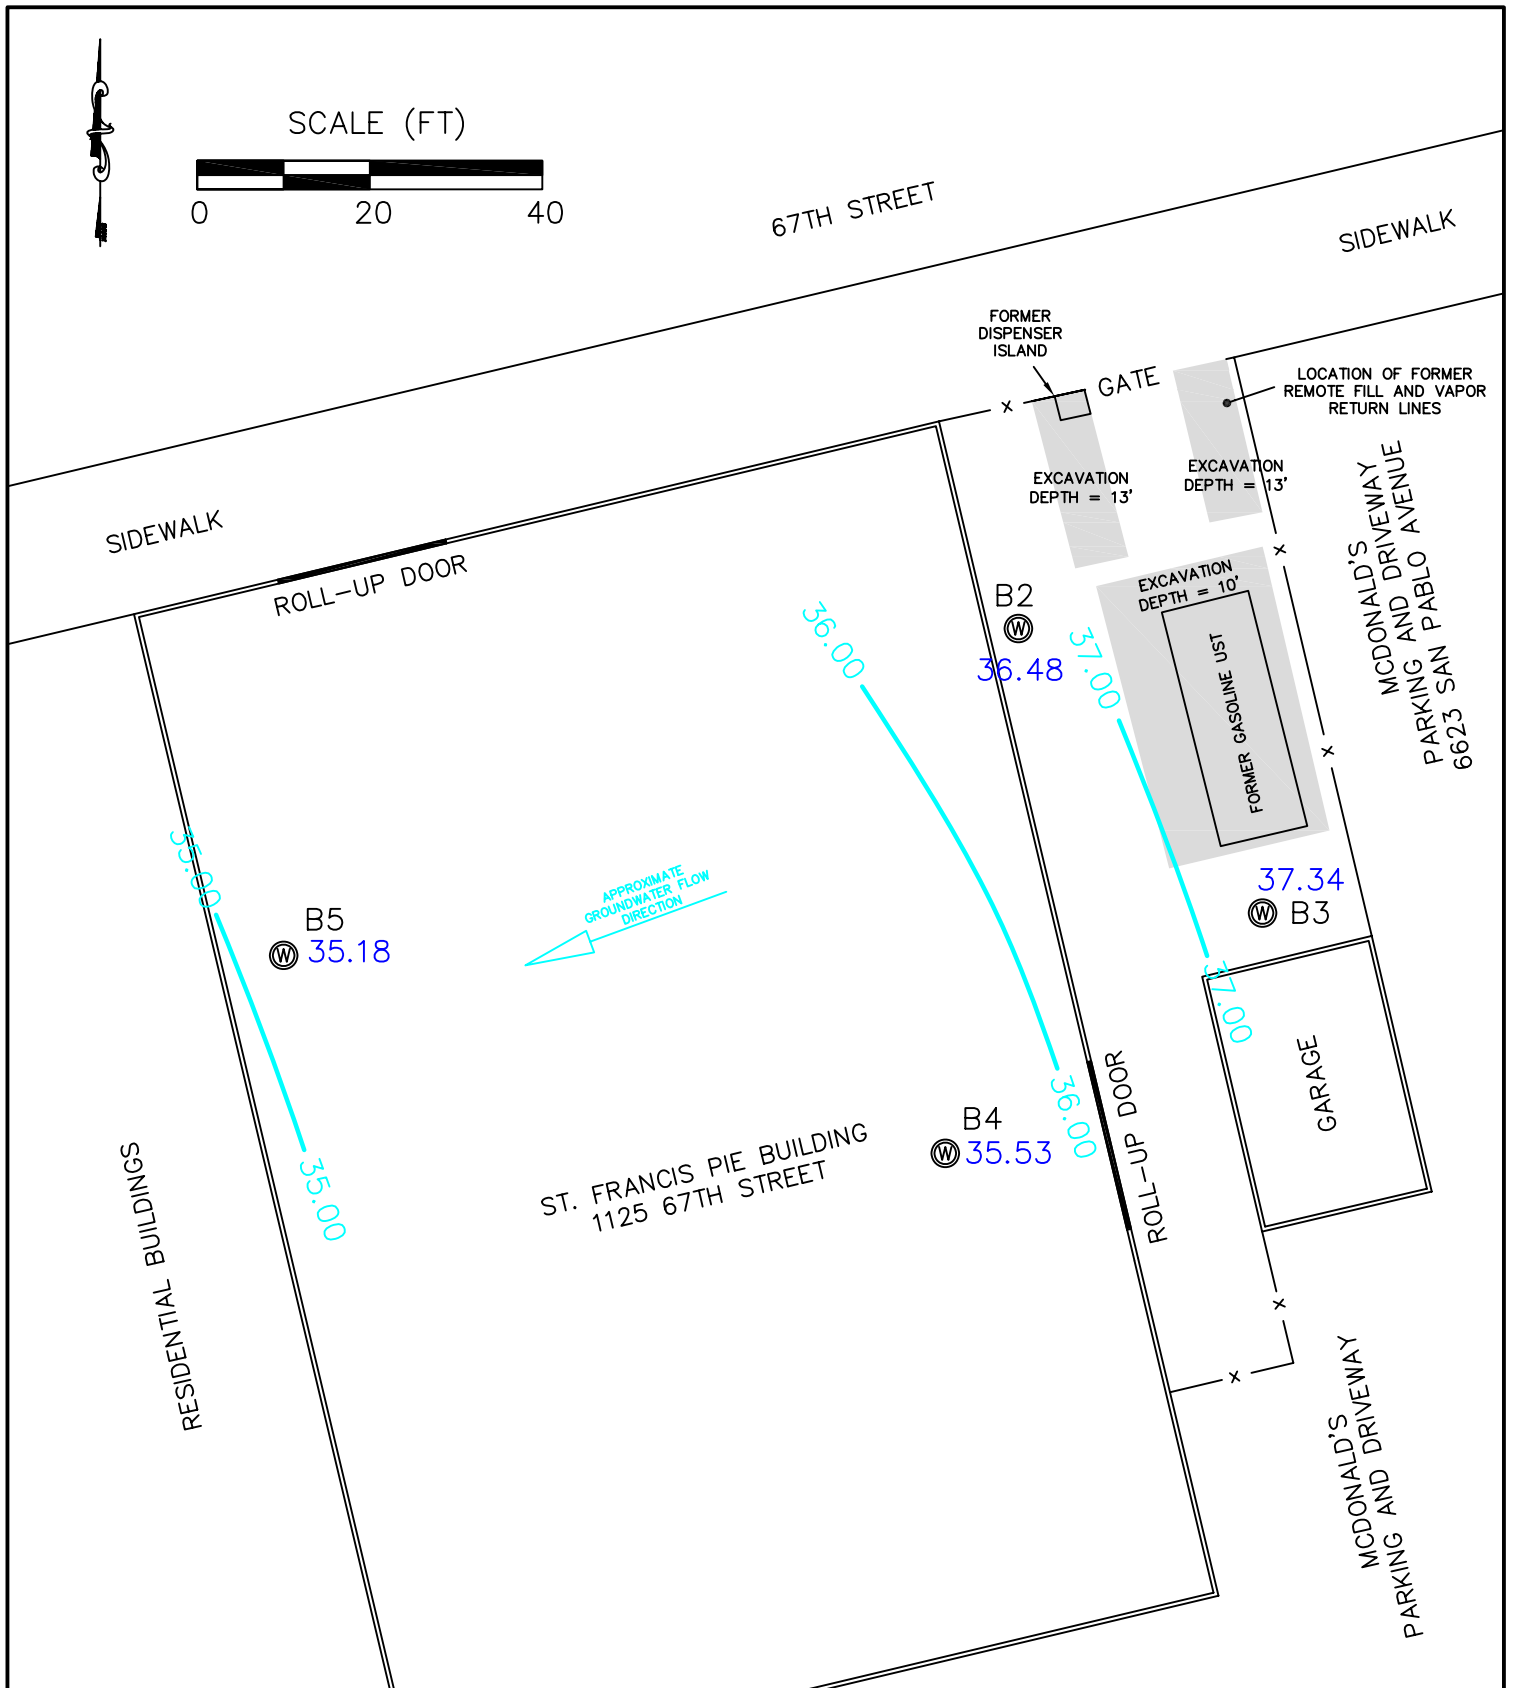 SCALE (FT)
0 20 40
67TH STREET
SIDEWALK
FORMER
DISPENSER
ISLAND
GATE
x
LOCATION OF FORMER
REMOTE FILL AND VAPOR
RETURN LINES
EXCAVATION
DEPTH = 13'
EXCAVATION
DEPTH = 13'
MCDONALD'S
PARKING AND DRIVEWAY
6623 SAN PABLO AVENUE
SIDEWALK
ROLL-UP DOOR
x
EXCAVATION
DEPTH = 10'
FORMER GASOLINE UST
B2
W
36.48
36.00
37.00
x
35.00
APPROXIMATE
GROUNDWATER FLOW
DIRECTION
37.34
W B3
B5
W 35.18
37.00
GARAGE
36.00
B4
W 35.53
ROLL-UP DOOR
ST. FRANCIS PIE BUILDING
1125 67TH STREET
35.00
RESIDENTIAL BUILDINGS
x
x
MCDONALD'S
PARKING AND DRIVEWAY